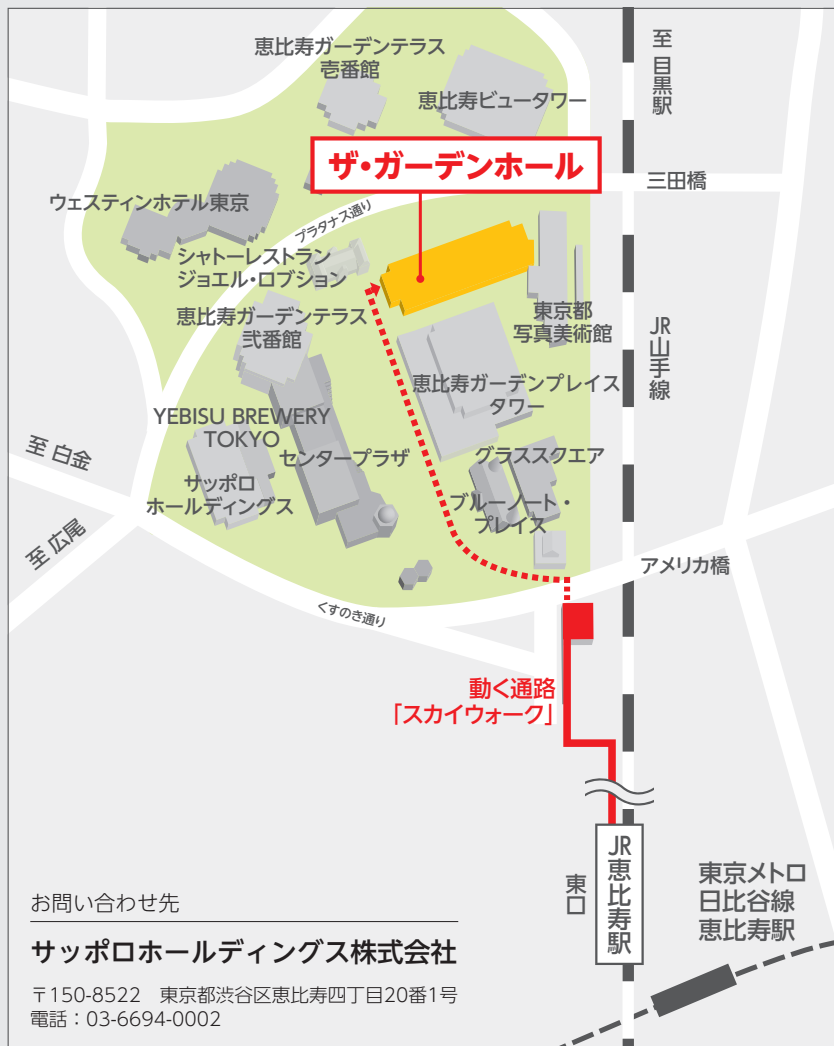 恵比寿ガーデンテラス
壱番館
恵比寿ビュータワー
至 目黒駅
ザ・ガーデンホール
三田橋
ウェスティンホテル東京
プラタナス通り
シャトーレストラン
ジョエル・ロブション
恵比寿ガーデンテラス
弐番館
東京都
写真美術館
JR山手線
恵比寿ガーデンプレイス
タワー
YEBISU BREWERY
TOKYO
センタープラザ
グラススクエア
至 白金
サッポロ
ホールディングス
ブルーノート・
プレイス
至 広尾
アメリカ橋
くすのき通り
動く通路
「スカイウォーク」
JR恵比寿駅
東口
東京メトロ
日比谷線
恵比寿駅
お問い合わせ先
サッポロホールディングス株式会社
〒150-8522　東京都渋谷区恵比寿四丁目20番1号
電話：03-6694-0002